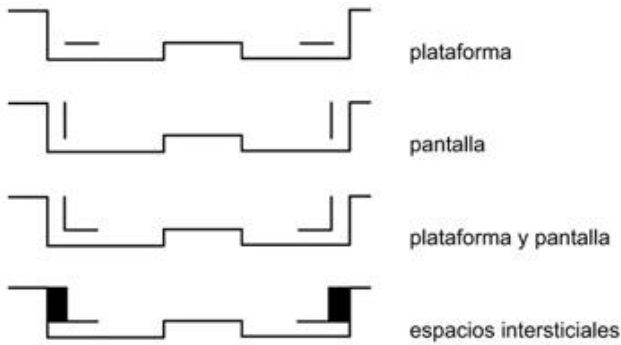 plataforma
pantalla
plataforma y pantalla
espacios intersticiales